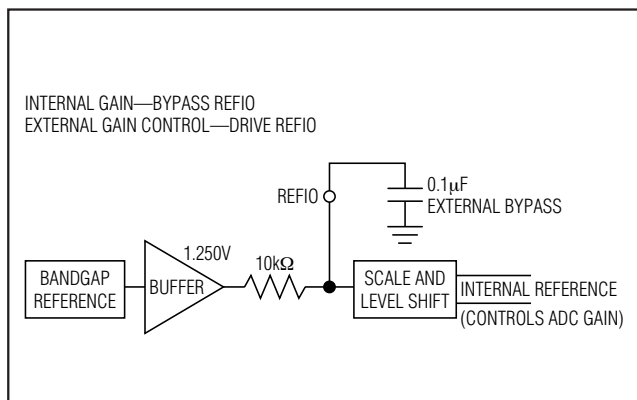 INTERNAL GAIN—BYPASS REFIO
EXTERNAL GAIN CONTROL—DRIVE REFIO
REFIO
0.1µF
EXTERNAL BYPASS
1.250V
10kΩ
BANDGAP
REFERENCE
BUFFER
SCALE AND
LEVEL SHIFT
INTERNAL REFERENCE
(CONTROLS ADC GAIN)